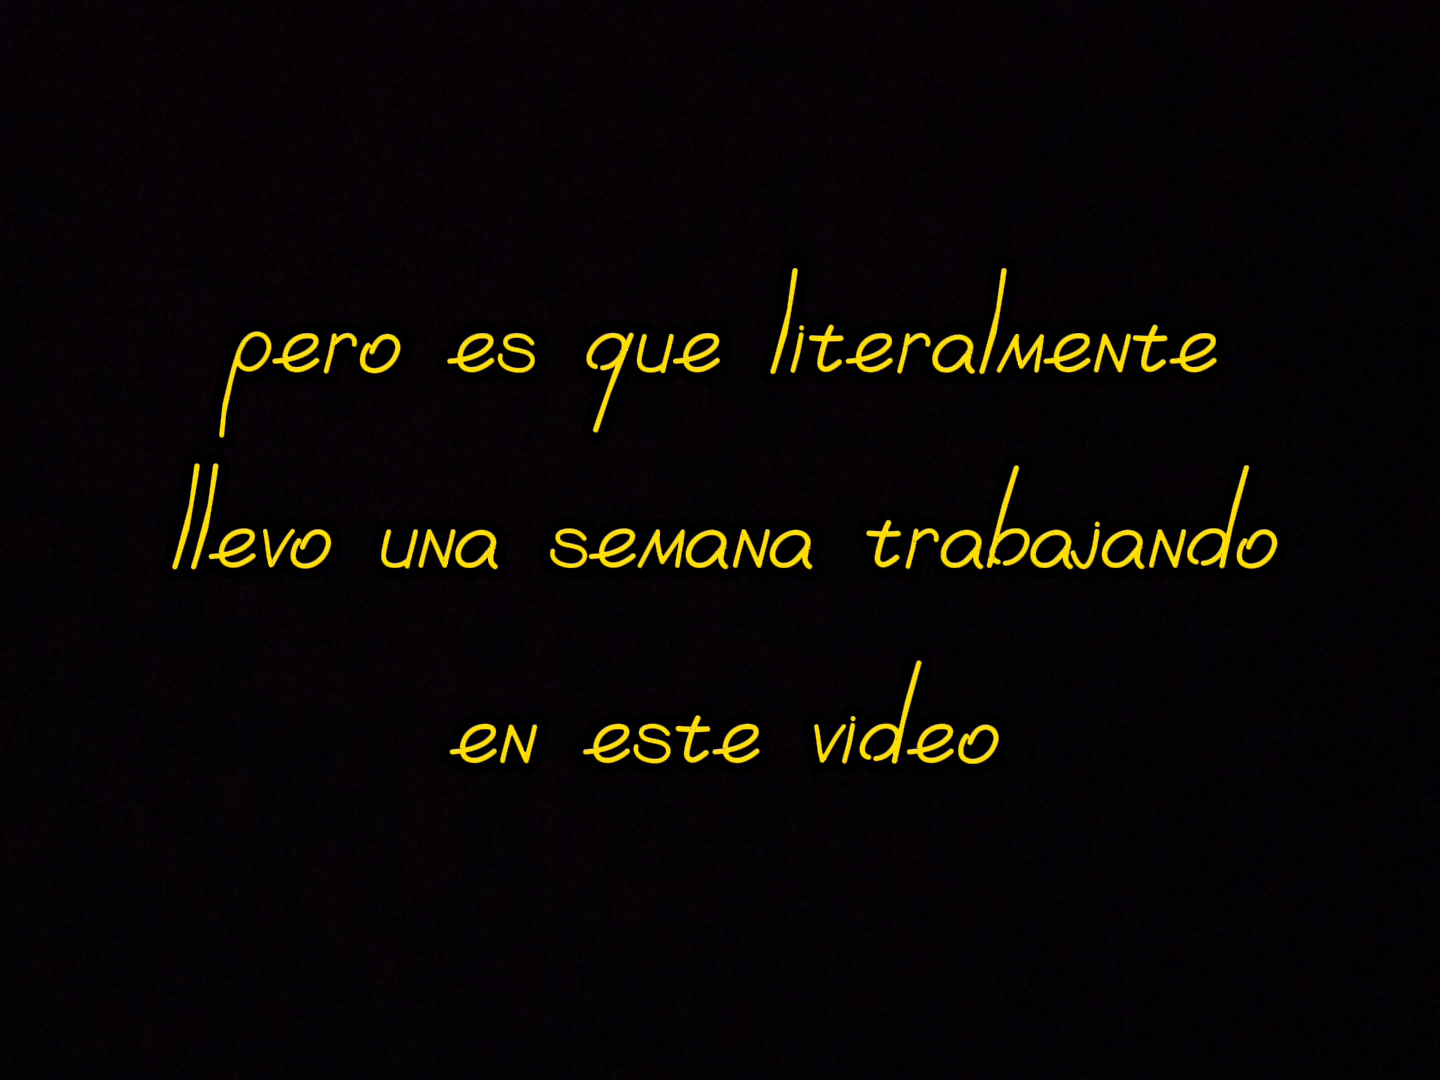 pero es que literalmente
llevo una semana trabajando
en este video